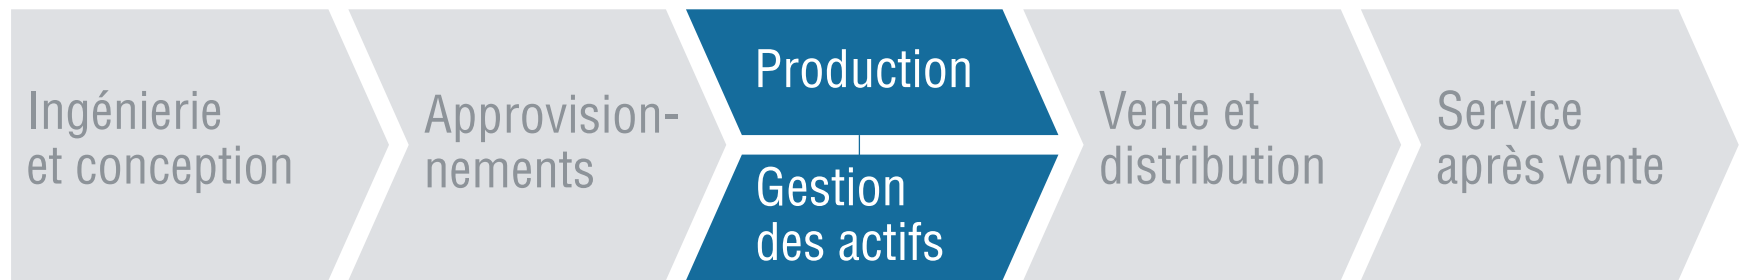 Ingénierie
et conception
Approvision-
nements
Production
Gestion
des actifs
Vente et
distribution
Service
après vente